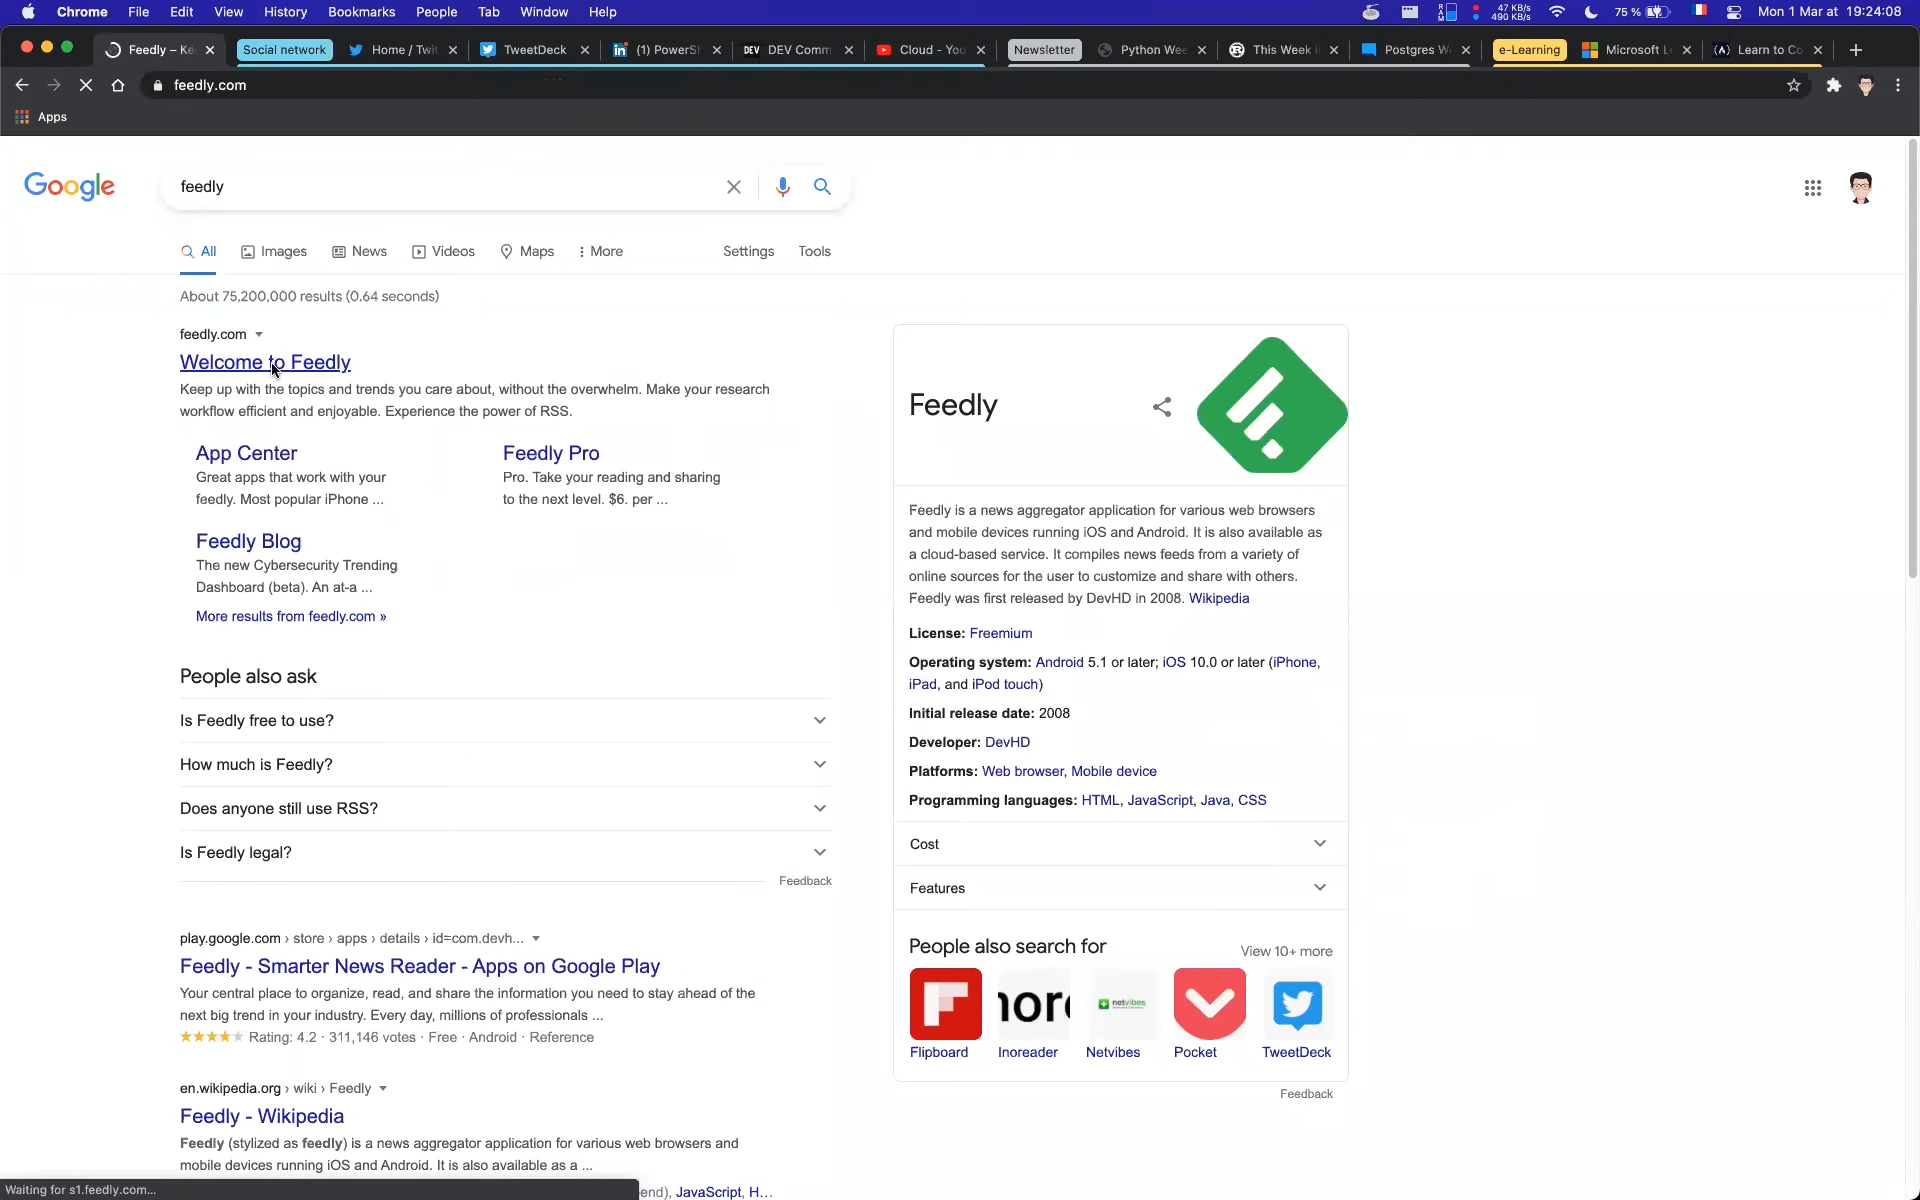 Chrome File Edit View History Bookmarks People Tab Window Help
47 KB/s
490 KB/s
75 %
Mon 1 Mar at 19:24:08
Feedly – Ke
Social network
Home / Twit
TweetDeck
(1) PowerS
DEV Comm
Cloud - You
Newsletter
Python Wee
This Week i
Postgres W
e-Learning
Microsoft L
Learn to Co
feedly.com
Apps
Google
feedly
All Images News Videos Maps More Settings Tools
About 75,200,000 results (0.64 seconds)
feedly.com
Welcome to Feedly
Keep up with the topics and trends you care about, without the overwhelm. Make your research
workflow efficient and enjoyable. Experience the power of RSS.
App Center
Great apps that work with your
feedly. Most popular iPhone ...
Feedly Pro
Pro. Take your reading and sharing
to the next level. $6. per ...
Feedly Blog
The new Cybersecurity Trending
Dashboard (beta). An at-a ...
More results from feedly.com »
People also ask
Is Feedly free to use?
How much is Feedly?
Does anyone still use RSS?
Is Feedly legal?
Feedback
play.google.com › store › apps › details › id=com.devh...
Feedly - Smarter News Reader - Apps on Google Play
Your central place to organize, read, and share the information you need to stay ahead of the
next big trend in your industry. Every day, millions of professionals ...
Rating: 4.2 · 311,146 votes · Free · Android · Reference
en.wikipedia.org › wiki › Feedly
Feedly - Wikipedia
Feedly (stylized as feedly) is a news aggregator application for various web browsers and
mobile devices running iOS and Android. It is also available as a ...
end), JavaScript, H...
Waiting for s1.feedly.com...
Feedly
Feedly is a news aggregator application for various web browsers
and mobile devices running iOS and Android. It is also available as
a cloud-based service. It compiles news feeds from a variety of
online sources for the user to customize and share with others.
Feedly was first released by DevHD in 2008. Wikipedia
License: Freemium
Operating system: Android 5.1 or later; iOS 10.0 or later (iPhone,
iPad, and iPod touch)
Initial release date: 2008
Developer: DevHD
Platforms: Web browser, Mobile device
Programming languages: HTML, JavaScript, Java, CSS
Cost
Features
People also search for
View 10+ more
nore
netvibes
Flipboard
Inoreader
Netvibes
Pocket
TweetDeck
Feedback